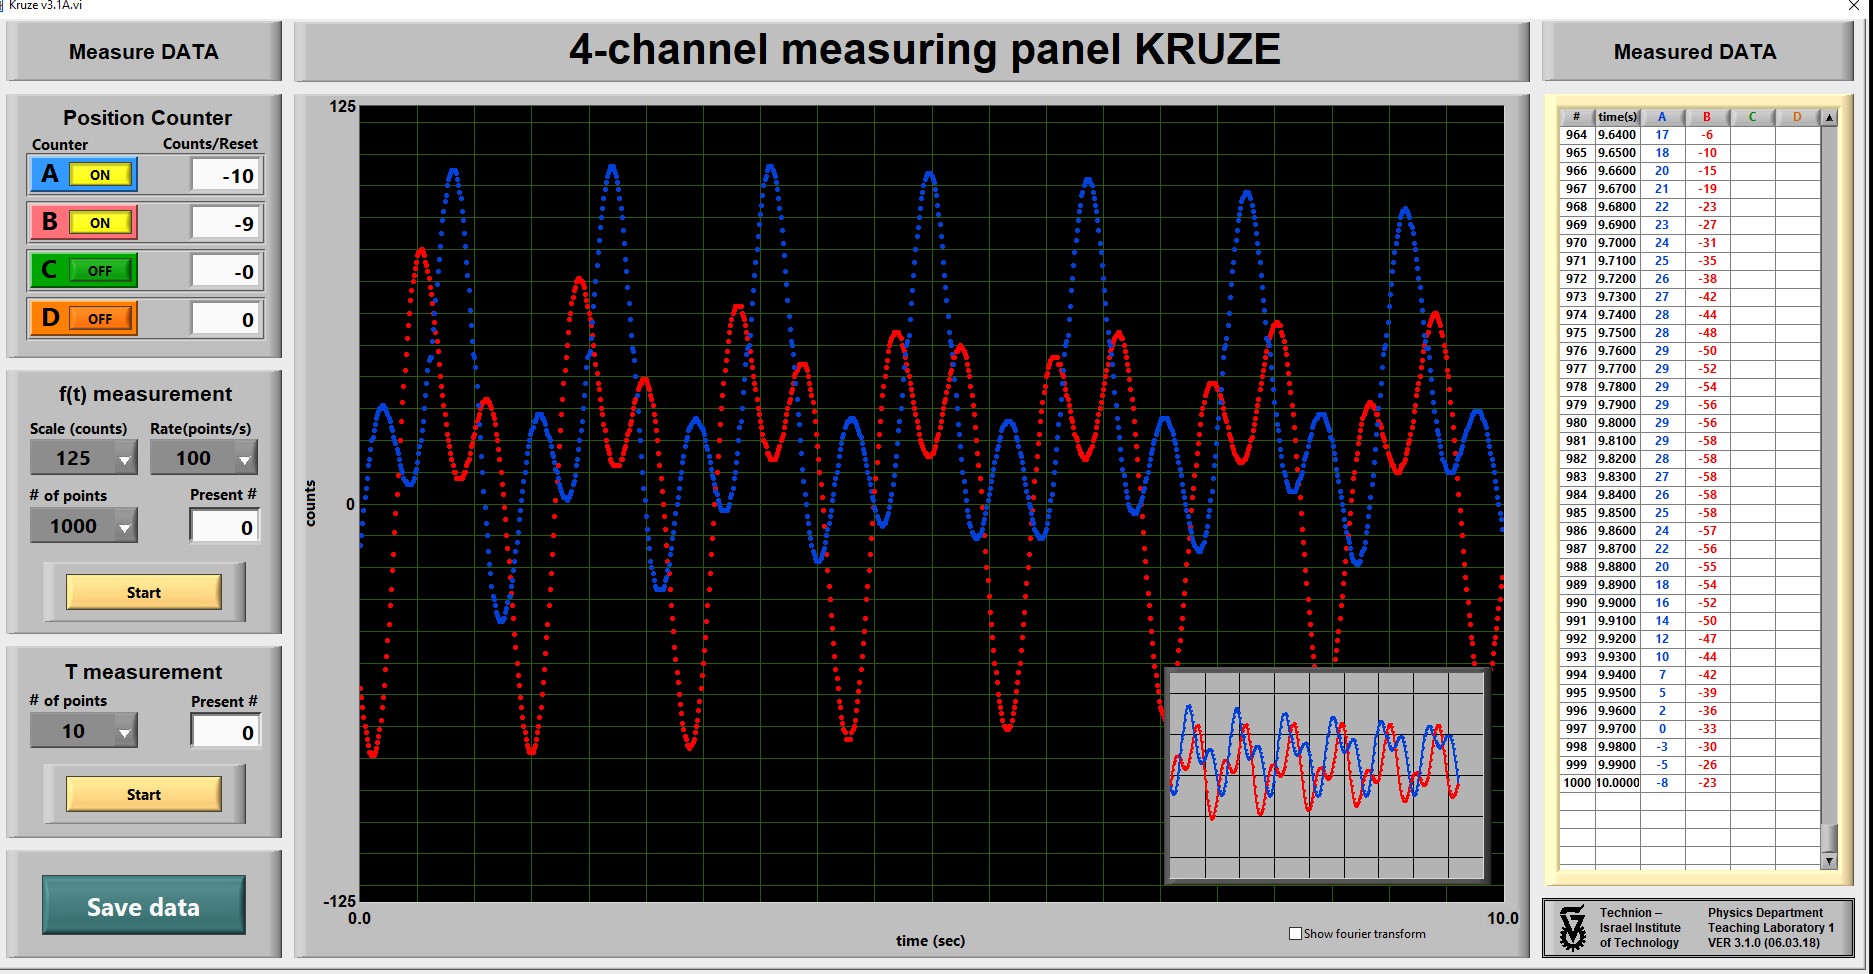 Kruze v3.1A.vi
Measure DATA
4-channel measuring panel KRUZE
Measured DATA
Position Counter
Counter Counts/Reset
A ON -10
B ON -9
C OFF -0
D OFF 0
f(t) measurement
Scale (counts) Rate(points/s)
125 100
# of points Present #
1000 0
Start
T measurement
# of points Present #
10 0
Start
Save data
125
counts
0
-125
0.0
10.0
time (sec)
Show fourier transform
# time(s) A B C D
964 9.6400 17 -6
965 9.6500 18 -10
966 9.6600 20 -15
967 9.6700 21 -19
968 9.6800 22 -23
969 9.6900 23 -27
970 9.7000 24 -31
971 9.7100 25 -35
972 9.7200 26 -38
973 9.7300 27 -42
974 9.7400 28 -44
975 9.7500 28 -48
976 9.7600 29 -50
977 9.7700 29 -52
978 9.7800 29 -54
979 9.7900 29 -56
980 9.8000 29 -56
981 9.8100 29 -58
982 9.8200 28 -58
983 9.8300 27 -58
984 9.8400 26 -58
985 9.8500 25 -58
986 9.8600 24 -57
987 9.8700 22 -56
988 9.8800 20 -55
989 9.8900 18 -54
990 9.9000 16 -52
991 9.9100 14 -50
992 9.9200 12 -47
993 9.9300 10 -44
994 9.9400 7 -42
995 9.9500 5 -39
996 9.9600 2 -36
997 9.9700 0 -33
998 9.9800 -3 -30
999 9.9900 -5 -26
1000 10.0000 -8 -23
Technion –
Israel Institute
of Technology
Physics Department
Teaching Laboratory 1
VER 3.1.0 (06.03.18)